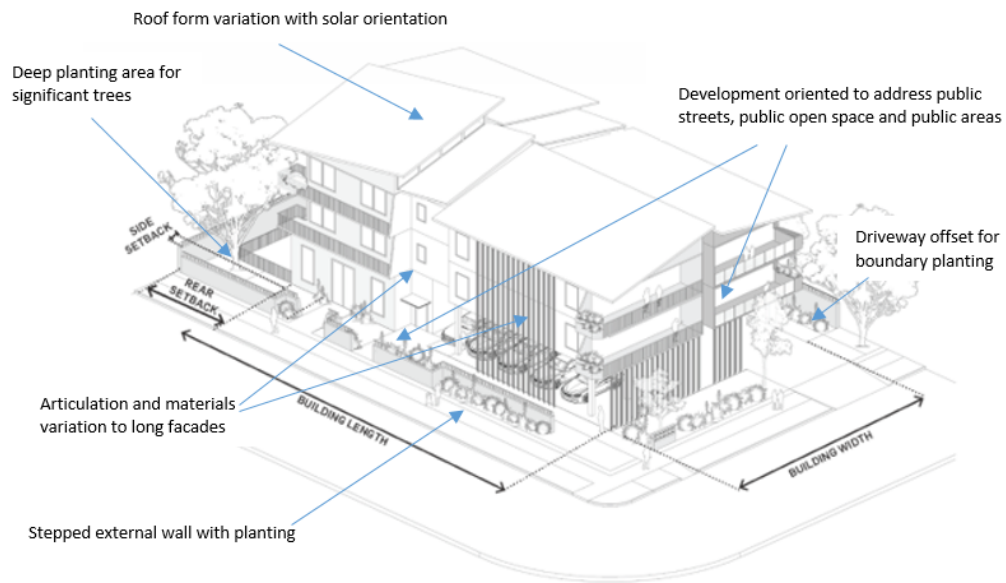 Roof form variation with solar orientation
Deep planting area for
significant trees
Development oriented to address public
streets, public open space and public areas
SIDE
SETBACK
Driveway offset for
boundary planting
REAR
SETBACK
Articulation and materials
variation to long facades
BUILDING LENGTH
BUILDING WIDTH
Stepped external wall with planting